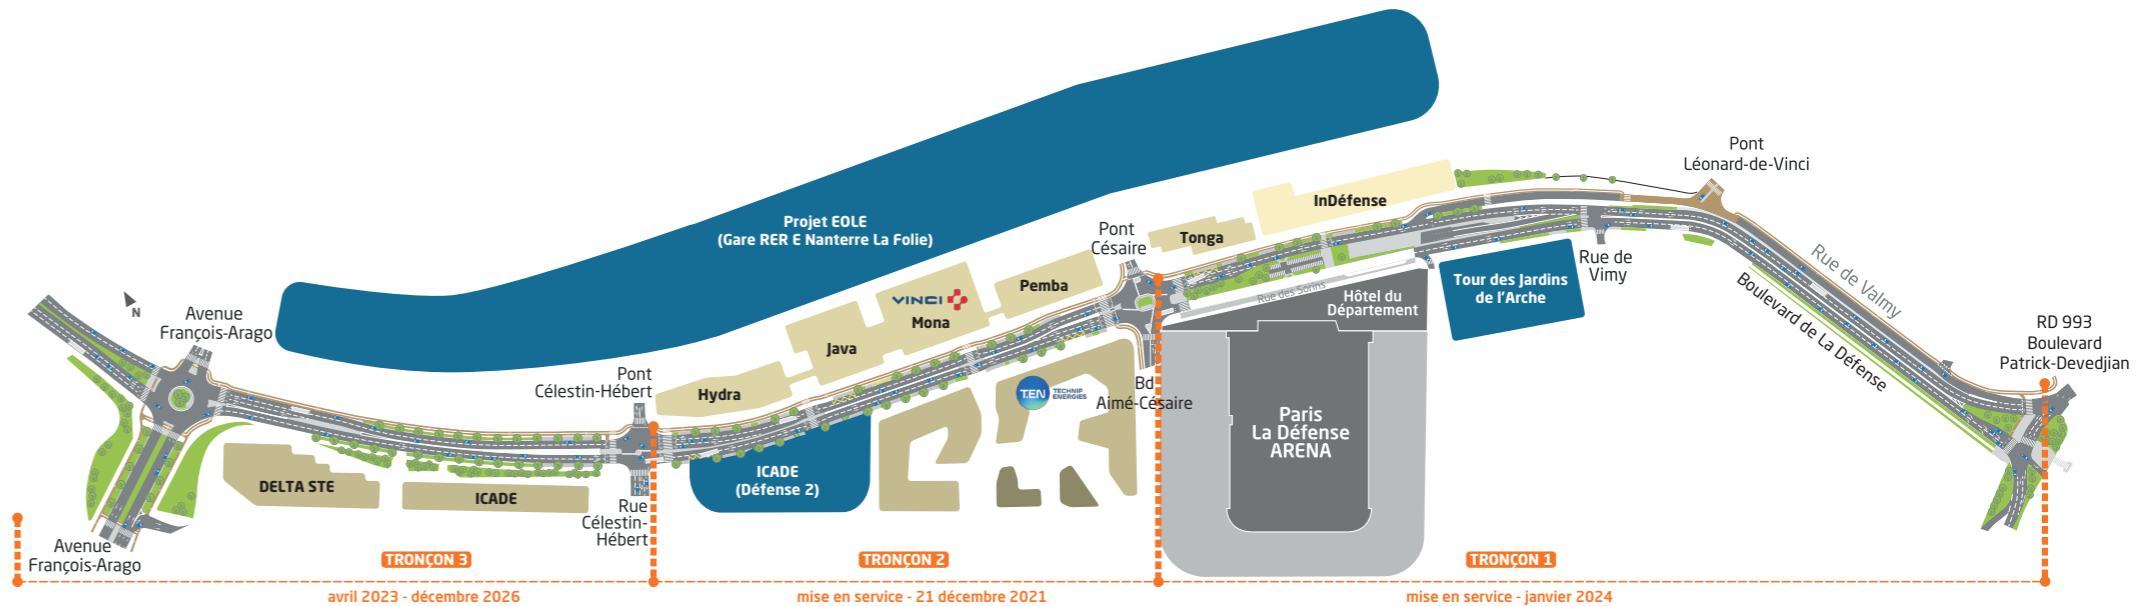 Pont
Léonard-de-Vinci
InDéfense
Projet EOLE
(Gare RER E Nanterre La Folie)
Pont
Césaire
Tonga
Rue de
Vimy
Rue de Valmy
Boulevard de La Défense
Tour des Jardins
de l'Arche
Pemba
VINCI
Mona
Rue des Sorins
Hôtel du
Département
N
Avenue
François-Arago
Java
RD 993
Boulevard
Patrick-Devedjian
Pont
Célestin-Hébert
Hydra
T.EN
TECHNIP
ENERGIES
Bd
Aimé-Césaire
Paris
La Défense
ARENA
ICADE
(Défense 2)
DELTA STE
ICADE
Rue
Célestin-
Hébert
Avenue
François-Arago
TRONÇON 3
TRONÇON 2
TRONÇON 1
avril 2023 - décembre 2026
mise en service - 21 décembre 2021
mise en service - janvier 2024